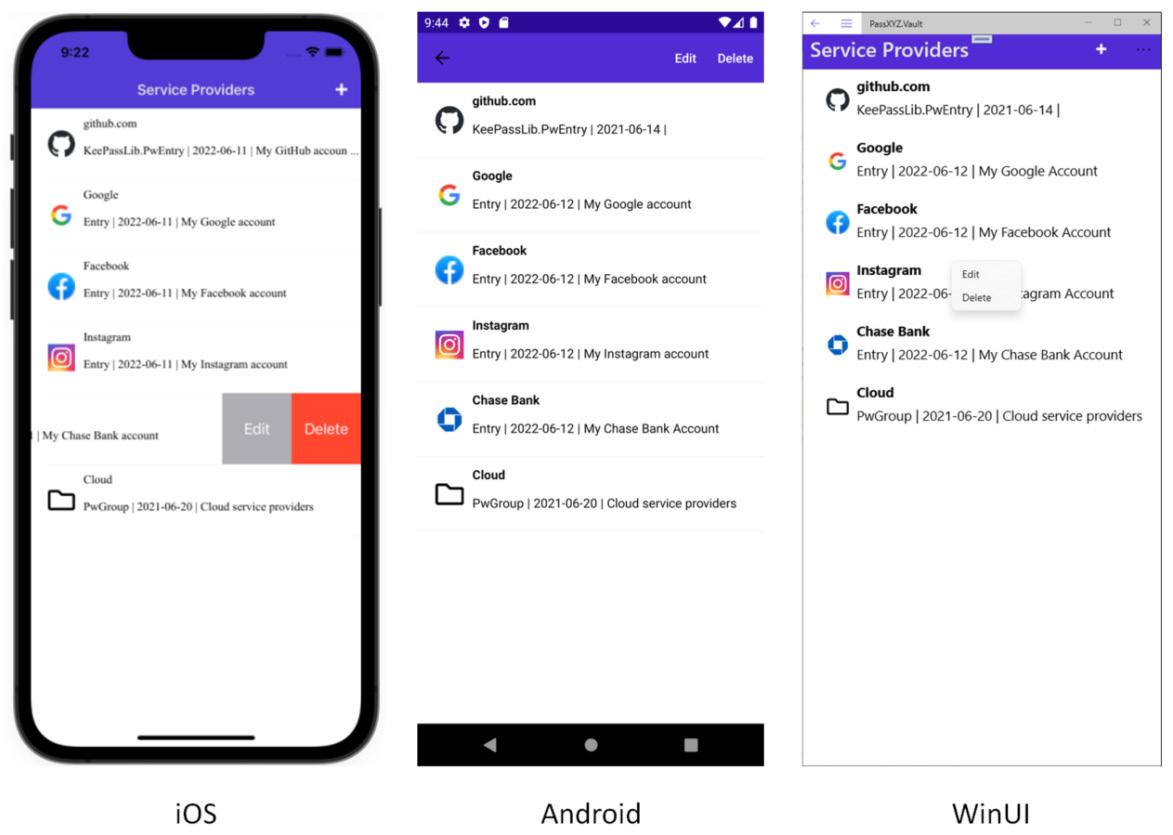 9:22
Service Providers +
github.com
KeePassLib.PwEntry | 2022-06-11 | My GitHub accoun ...
Google
Entry | 2022-06-11 | My Google account
Facebook
Entry | 2022-06-11 | My Facebook account
Instagram
Entry | 2022-06-11 | My Instagram account
| My Chase Bank account
Edit Delete
Cloud
PwGroup | 2021-06-20 | Cloud service providers
iOS
9:44
Edit Delete
github.com
KeePassLib.PwEntry | 2021-06-14 |
Google
Entry | 2022-06-12 | My Google account
Facebook
Entry | 2022-06-12 | My Facebook account
Instagram
Entry | 2022-06-12 | My Instagram account
Chase Bank
Entry | 2022-06-12 | My Chase Bank Account
Cloud
PwGroup | 2021-06-20 | Cloud service providers
Android
PassXYZ.Vault
Service Providers + ...
github.com
KeePassLib.PwEntry | 2021-06-14 |
Google
Entry | 2022-06-12 | My Google Account
Facebook
Entry | 2022-06-12 | My Facebook Account
Instagram
Entry | 2022-06- tagram Account
Edit
Delete
Chase Bank
Entry | 2022-06-12 | My Chase Bank Account
Cloud
PwGroup | 2021-06-20 | Cloud service providers
WinUI